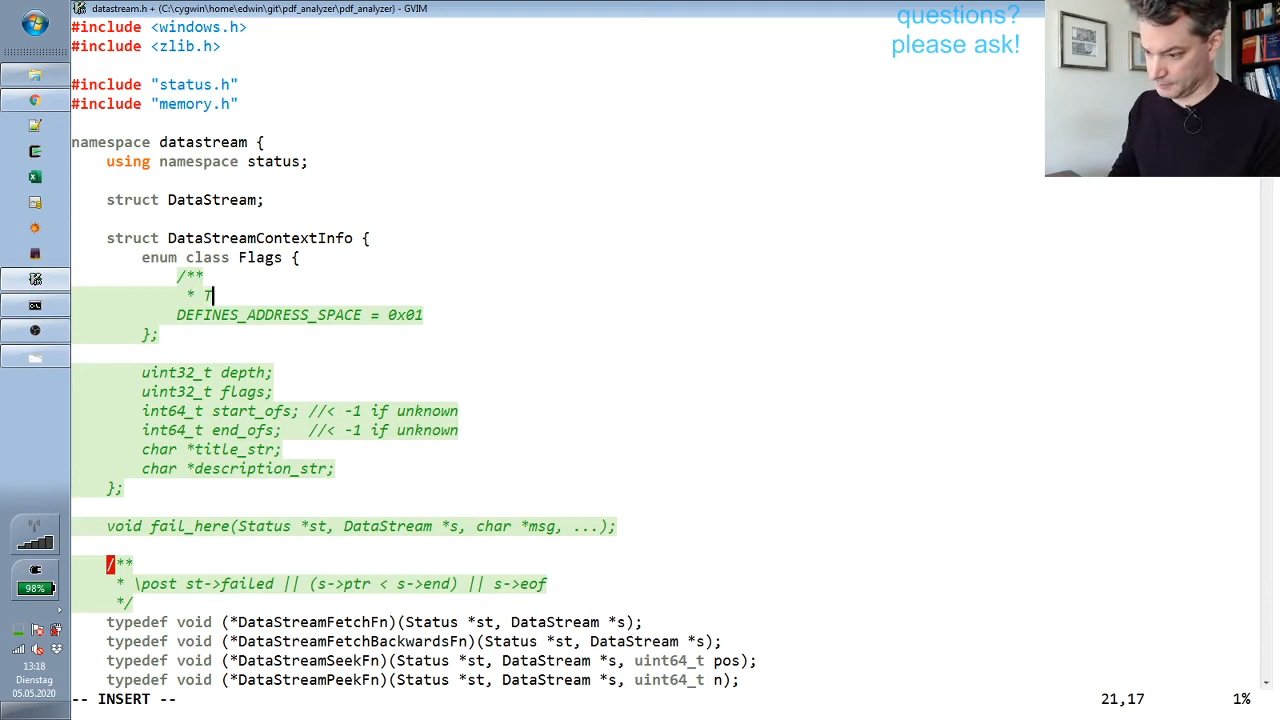 datastream.h + (C:\cygwin\home\edwin\git\pdf_analyzer\pdf_analyzer) - GVIM
questions?
please ask!
#include <windows.h>
#include <zlib.h>
#include "status.h"
#include "memory.h"
namespace datastream {
using namespace status;
struct DataStream;
struct DataStreamContextInfo {
enum class Flags {
/**
* T
DEFINES_ADDRESS_SPACE = 0x01
};
uint32_t depth;
uint32_t flags;
int64_t start_ofs; //< -1 if unknown
int64_t end_ofs;   //< -1 if unknown
char *title_str;
char *description_str;
};
void fail_here(Status *st, DataStream *s, char *msg, ...);
/**
* \post st->failed || (s->ptr < s->end) || s->eof
*/
typedef void (*DataStreamFetchFn)(Status *st, DataStream *s);
typedef void (*DataStreamFetchBackwardsFn)(Status *st, DataStream *s);
typedef void (*DataStreamSeekFn)(Status *st, DataStream *s, uint64_t pos);
typedef void (*DataStreamPeekFn)(Status *st, DataStream *s, uint64_t n);
-- INSERT --
21,17
1%
98%
13:18
Dienstag
05.05.2020